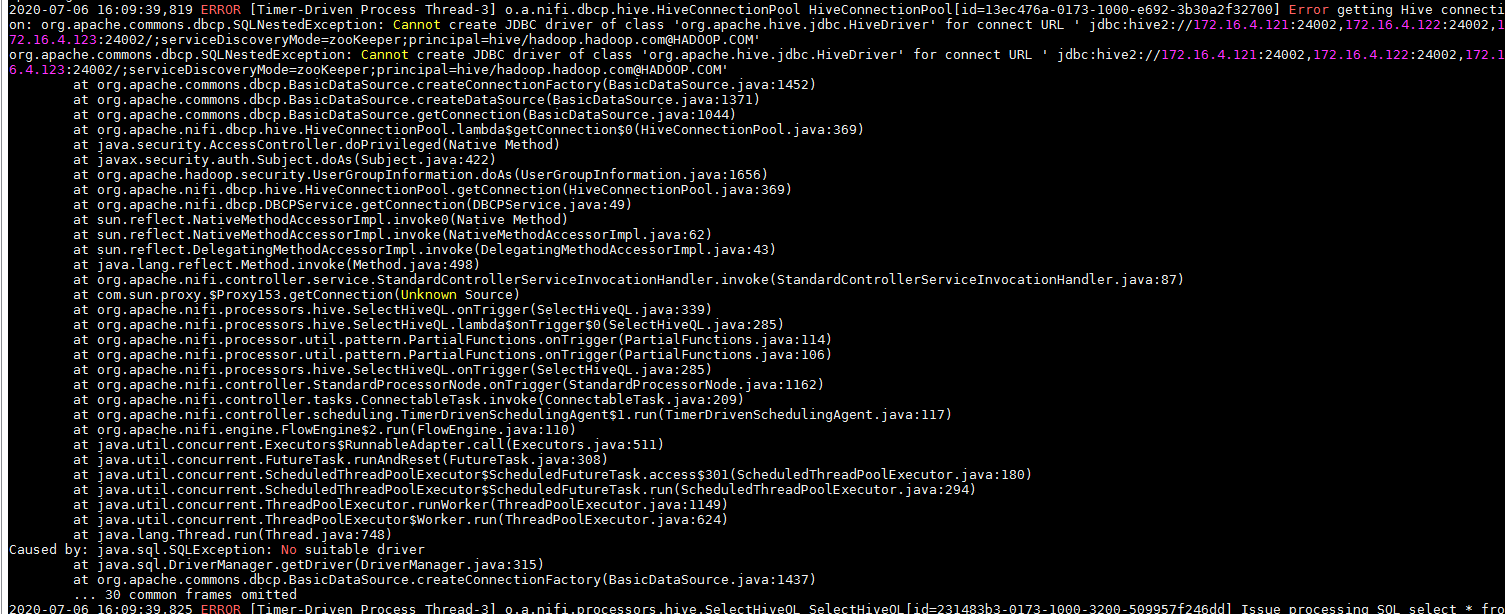 2020-07-06 16:09:39,819 ERROR [Timer-Driven Process Thread-3] o.a.nifi.dbcp.hive.HiveConnectionPool HiveConnectionPool[id=13ec476a-0173-1000-e692-3b30a2f32700] Error getting Hive connecti
on: org.apache.commons.dbcp.SQLNestedException: Cannot create JDBC driver of class 'org.apache.hive.jdbc.HiveDriver' for connect URL ' jdbc:hive2://172.16.4.121:24002,172.16.4.122:24002,1
72.16.4.123:24002/;serviceDiscoveryMode=zooKeeper;principal=hive/hadoop.hadoop.com@HADOOP.COM'
org.apache.commons.dbcp.SQLNestedException: Cannot create JDBC driver of class 'org.apache.hive.jdbc.HiveDriver' for connect URL ' jdbc:hive2://172.16.4.121:24002,172.16.4.122:24002,172.1
6.4.123:24002/;serviceDiscoveryMode=zooKeeper;principal=hive/hadoop.hadoop.com@HADOOP.COM'
at org.apache.commons.dbcp.BasicDataSource.createConnectionFactory(BasicDataSource.java:1452)
at org.apache.commons.dbcp.BasicDataSource.createDataSource(BasicDataSource.java:1371)
at org.apache.commons.dbcp.BasicDataSource.getConnection(BasicDataSource.java:1044)
at org.apache.nifi.dbcp.hive.HiveConnectionPool.lambda$getConnection$0(HiveConnectionPool.java:369)
at java.security.AccessController.doPrivileged(Native Method)
at javax.security.auth.Subject.doAs(Subject.java:422)
at org.apache.hadoop.security.UserGroupInformation.doAs(UserGroupInformation.java:1656)
at org.apache.nifi.dbcp.hive.HiveConnectionPool.getConnection(HiveConnectionPool.java:369)
at org.apache.nifi.dbcp.DBCPService.getConnection(DBCPService.java:49)
at sun.reflect.NativeMethodAccessorImpl.invoke0(Native Method)
at sun.reflect.NativeMethodAccessorImpl.invoke(NativeMethodAccessorImpl.java:62)
at sun.reflect.DelegatingMethodAccessorImpl.invoke(DelegatingMethodAccessorImpl.java:43)
at java.lang.reflect.Method.invoke(Method.java:498)
at org.apache.nifi.controller.service.StandardControllerServiceInvocationHandler.invoke(StandardControllerServiceInvocationHandler.java:87)
at com.sun.proxy.$Proxy153.getConnection(Unknown Source)
at org.apache.nifi.processors.hive.SelectHiveQL.onTrigger(SelectHiveQL.java:339)
at org.apache.nifi.processors.hive.SelectHiveQL.lambda$onTrigger$0(SelectHiveQL.java:285)
at org.apache.nifi.processor.util.pattern.PartialFunctions.onTrigger(PartialFunctions.java:114)
at org.apache.nifi.processor.util.pattern.PartialFunctions.onTrigger(PartialFunctions.java:106)
at org.apache.nifi.processors.hive.SelectHiveQL.onTrigger(SelectHiveQL.java:285)
at org.apache.nifi.controller.StandardProcessorNode.onTrigger(StandardProcessorNode.java:1162)
at org.apache.nifi.controller.tasks.ConnectableTask.invoke(ConnectableTask.java:209)
at org.apache.nifi.controller.scheduling.TimerDrivenSchedulingAgent$1.run(TimerDrivenSchedulingAgent.java:117)
at org.apache.nifi.engine.FlowEngine$2.run(FlowEngine.java:110)
at java.util.concurrent.Executors$RunnableAdapter.call(Executors.java:511)
at java.util.concurrent.FutureTask.runAndReset(FutureTask.java:308)
at java.util.concurrent.ScheduledThreadPoolExecutor$ScheduledFutureTask.access$301(ScheduledThreadPoolExecutor.java:180)
at java.util.concurrent.ScheduledThreadPoolExecutor$ScheduledFutureTask.run(ScheduledThreadPoolExecutor.java:294)
at java.util.concurrent.ThreadPoolExecutor.runWorker(ThreadPoolExecutor.java:1149)
at java.util.concurrent.ThreadPoolExecutor$Worker.run(ThreadPoolExecutor.java:624)
at java.lang.Thread.run(Thread.java:748)
Caused by: java.sql.SQLException: No suitable driver
at java.sql.DriverManager.getDriver(DriverManager.java:315)
at org.apache.commons.dbcp.BasicDataSource.createConnectionFactory(BasicDataSource.java:1437)
... 30 common frames omitted
2020-07-06 16:09:39,825 ERROR [Timer-Driven Process Thread-3] o.a.nifi.processors.hive.SelectHiveQL SelectHiveQL[id=231483b3-0173-1000-3200-509957f246dd] Issue processing SQL select * fro